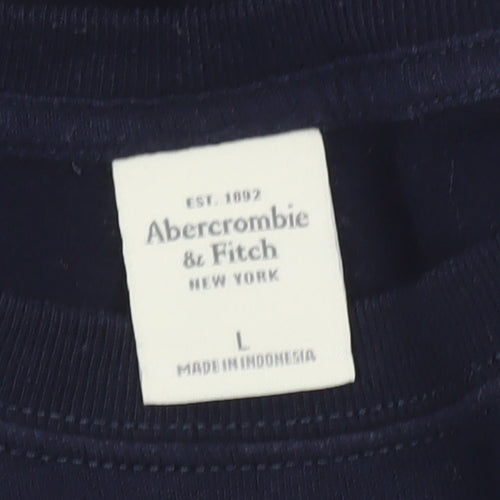 EST. 1892
Abercrombie
& Fitch
NEW YORK
L
MADE IN INDONESIA